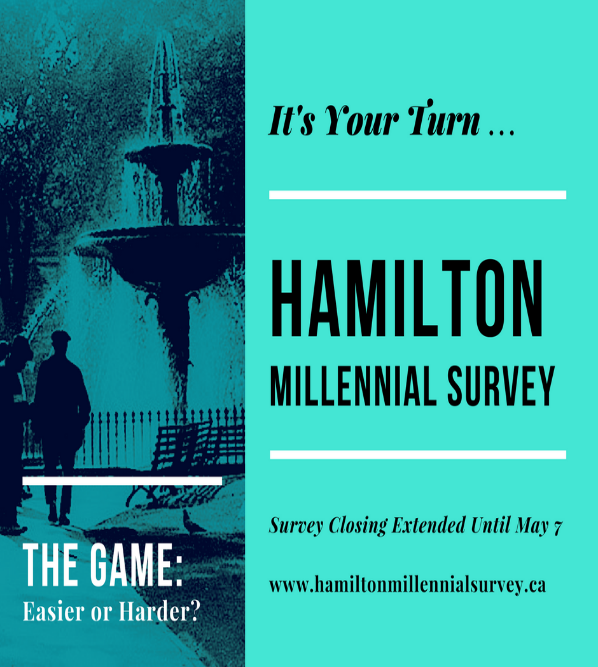 It's Your Turn ...
HAMILTON
MILLENNIAL SURVEY
Survey Closing Extended Until May 7
www.hamiltonmillennialsurvey.ca
THE GAME:
Easier or Harder?